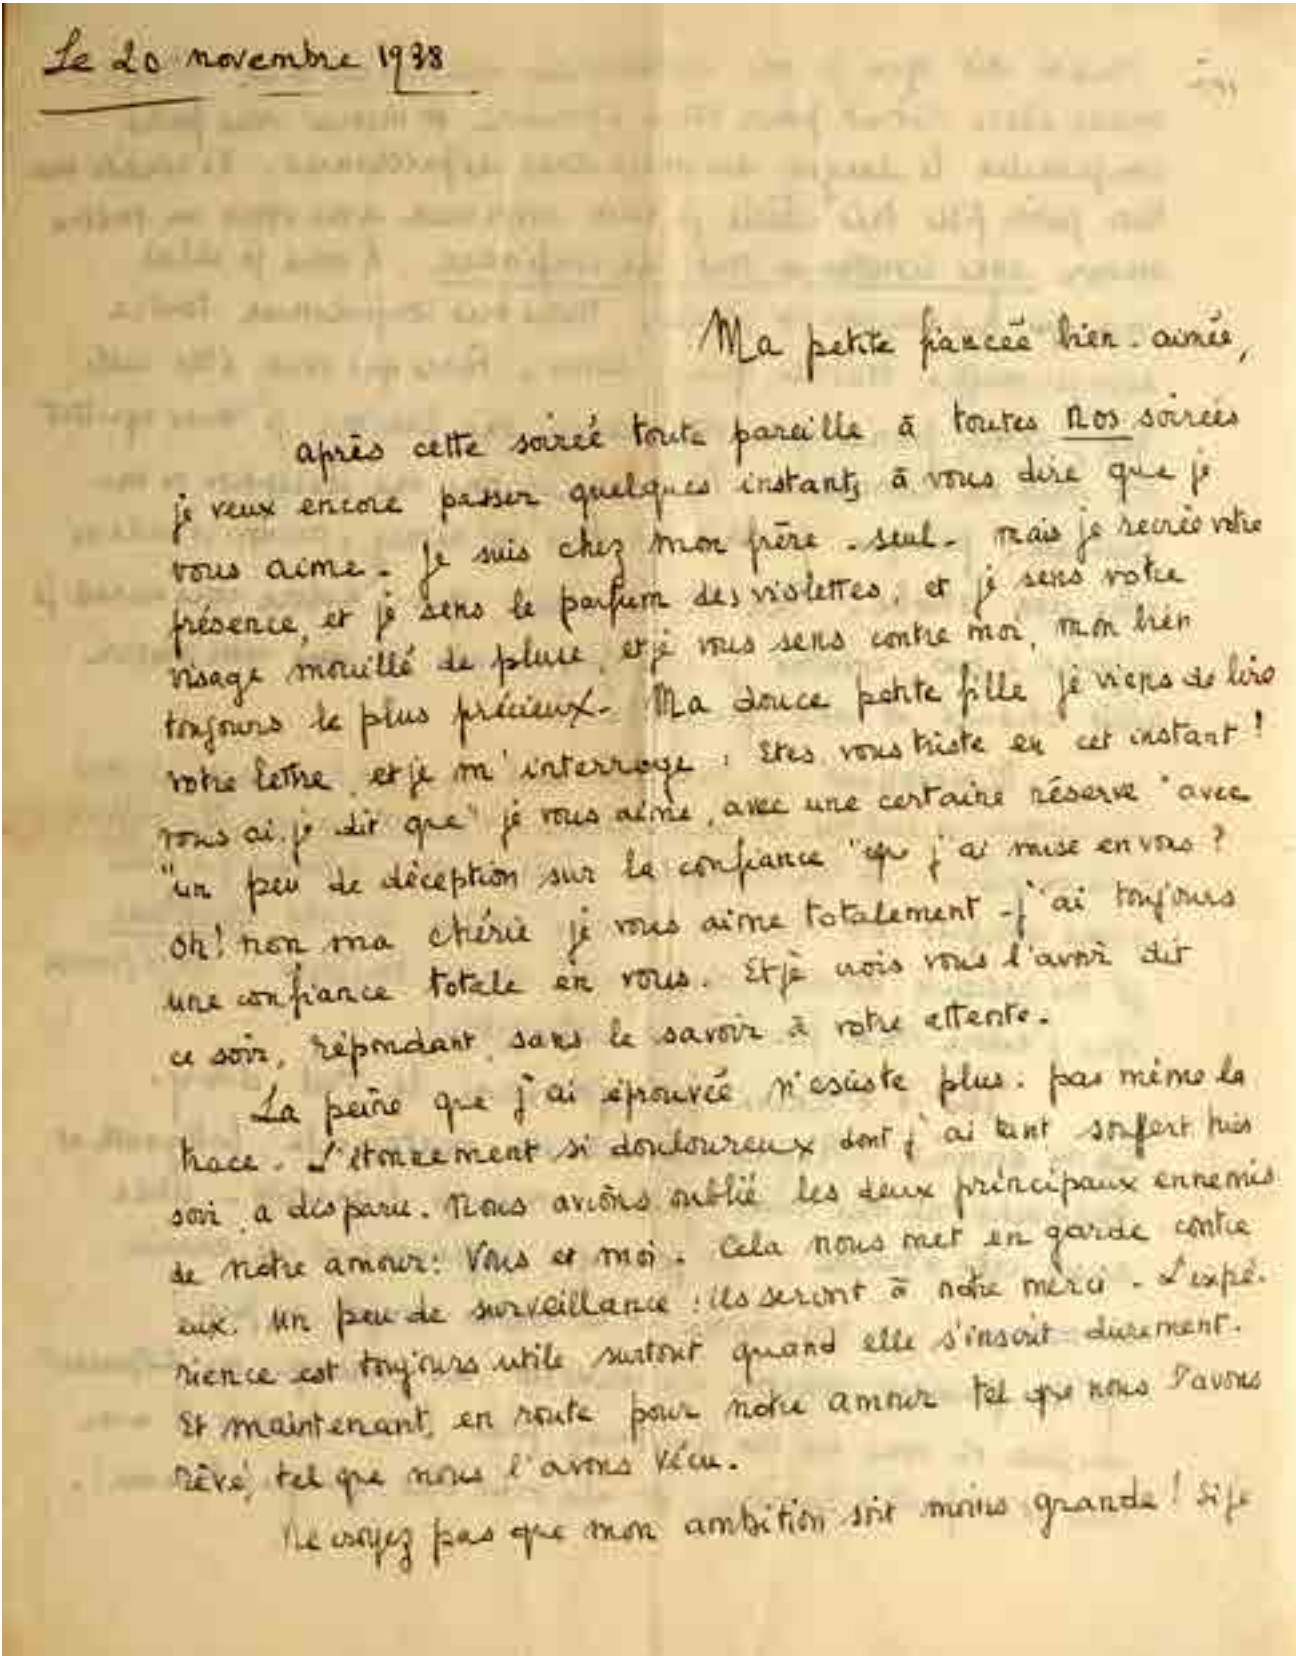 Le 20 novembre 1938
Ma petite fiancée bien-aimée,
après cette soirée toute pareille à toutes nos soirées
je veux encore passer quelques instants à vous dire que je
vous aime. Je suis chez mon frère - seul - mais je recrée votre
présence, et je sens le parfum des violettes, et je sens votre
visage mouillé de pluie, et je vous sens contre moi, mon bien
toujours le plus précieux. Ma douce petite fille je viens de lire
votre lettre, et je m'interroge : Etes vous triste en cet instant !
vous ai-je dit que "je vous aime, avec une certaine réserve" avec
"un peu de déception sur la confiance" que j'ai mise en vous ?
oh! non ma chérie je vous aime totalement - j'ai toujours
une confiance totale en vous. Et je crois vous l'avoir dit
ce soir, répondant, sans le savoir à votre attente.
La peine que j'ai éprouvée n'existe plus. pas même la
trace. L'étonnement si douloureux dont j'ai tant souffert hier
soir, a disparu. Nous avions oublié les deux principaux ennemis
de notre amour: Vous et moi. Cela nous met en garde contre
eux. Un peu de surveillance : ils seront à notre merci - L'expé-
rience est toujours utile surtout quand elle s'inscrit durement.
Et maintenant, en route pour notre amour tel que nous l'avons
rêvé, tel que nous l'avons vécu.
Ne croyez pas que mon ambition soit moins grande ! Si je